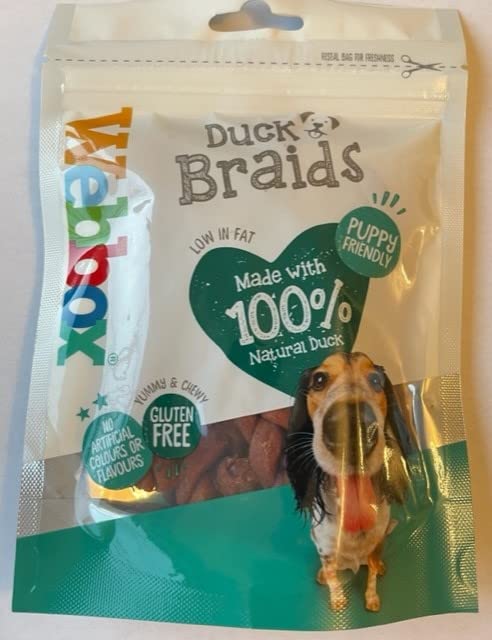 RESEAL BAG FOR FRESHNESS
Webbox
DUCK
Braids
LOW IN FAT
PUPPY
FRIENDLY
Made with
100%
Natural Duck
YUMMY & CHEWY
GLUTEN
FREE
NO
ARTIFICIAL
COLOURS OR
FLAVOURS